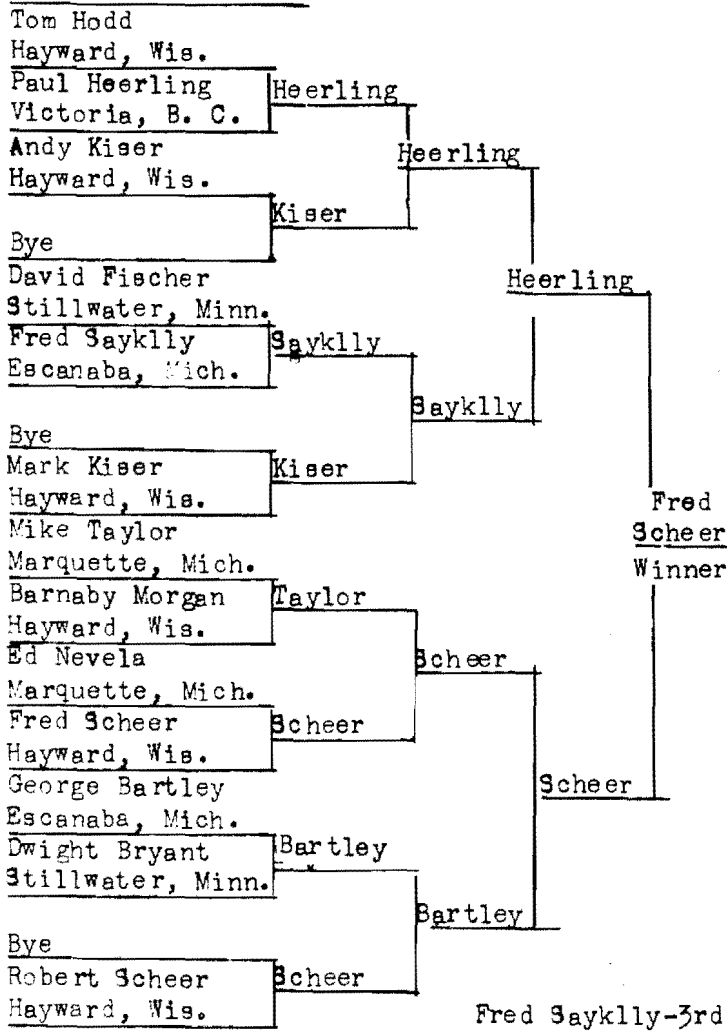 Tom Hodd
Hayward, Wis.
Paul Heerling
Victoria, B. C.
Heerling
Andy Kiser
Hayward, Wis.
Heerling
Kiser
Bye
David Fischer
Stillwater, Minn.
Heerling
Fred Sayklly
Escanaba, Mich.
Sayklly
Sayklly
Bye
Mark Kiser
Hayward, Wis.
Kiser
Fred
Scheer
Winner
Mike Taylor
Marquette, Mich.
Barnaby Morgan
Hayward, Wis.
Taylor
Ed Nevela
Marquette, Mich.
Scheer
Fred Scheer
Hayward, Wis.
Scheer
George Bartley
Escanaba, Mich.
Scheer
Dwight Bryant
Stillwater, Minn.
Bartley
Bartley
Bye
Robert Scheer
Hayward, Wis.
Scheer
Fred Sayklly-3rd